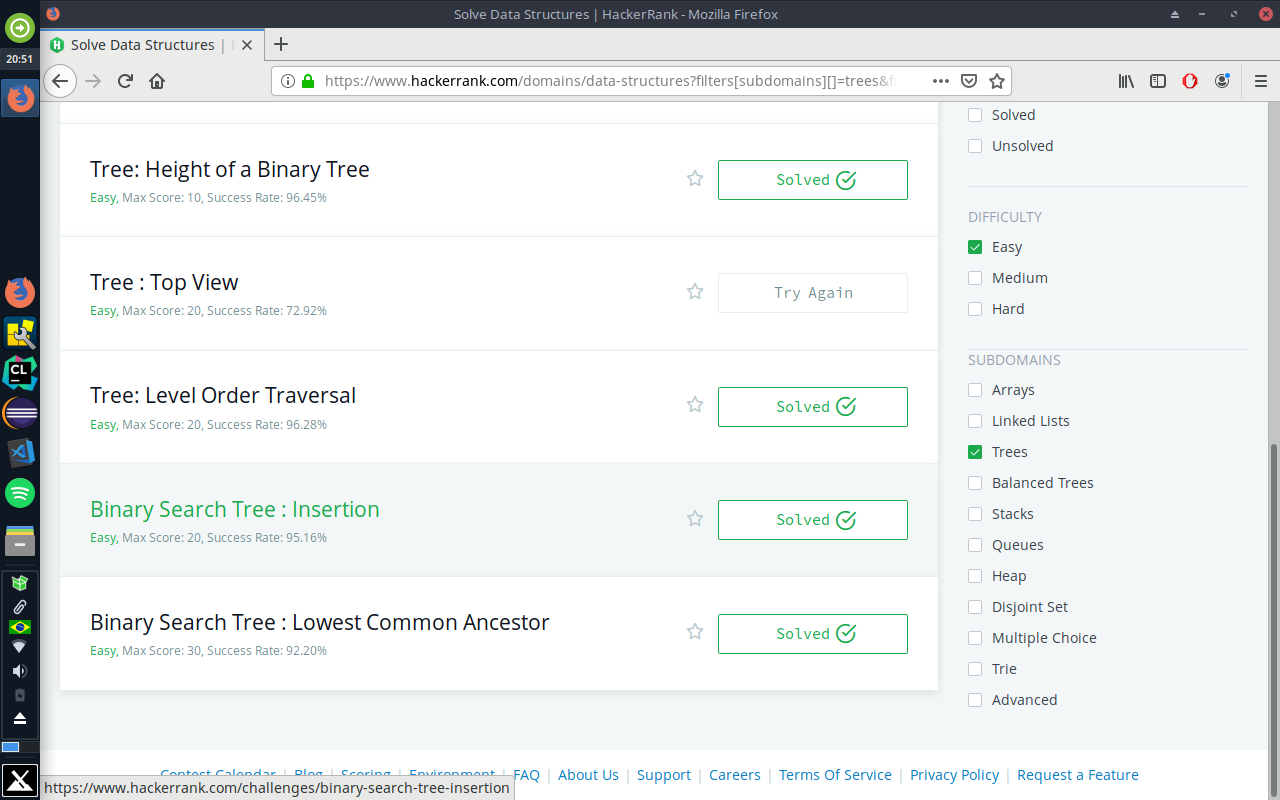 Solve Data Structures | HackerRank - Mozilla Firefox
20:51
Solve Data Structures |
https://www.hackerrank.com/domains/data-structures?filters[subdomains][]=trees&f
Solved
Unsolved
Tree: Height of a Binary Tree
Easy, Max Score: 10, Success Rate: 96.45%
Solved
DIFFICULTY
Easy
Medium
Hard
Tree : Top View
Easy, Max Score: 20, Success Rate: 72.92%
Try Again
SUBDOMAINS
Arrays
Linked Lists
Trees
Balanced Trees
Stacks
Queues
Heap
Disjoint Set
Multiple Choice
Trie
Advanced
Tree: Level Order Traversal
Easy, Max Score: 20, Success Rate: 96.28%
Solved
Binary Search Tree : Insertion
Easy, Max Score: 20, Success Rate: 95.16%
Solved
Binary Search Tree : Lowest Common Ancestor
Easy, Max Score: 30, Success Rate: 92.20%
Solved
CL
Contest Calendar | Blog | Scoring | Environment | FAQ | About Us | Support | Careers | Terms Of Service | Privacy Policy | Request a Feature
https://www.hackerrank.com/challenges/binary-search-tree-insertion